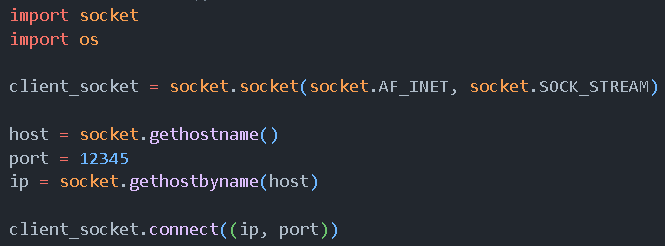 import socket
import os
client_socket = socket.socket(socket.AF_INET, socket.SOCK_STREAM)
host = socket.gethostname()
port = 12345
ip = socket.gethostbyname(host)
client_socket.connect((ip, port))